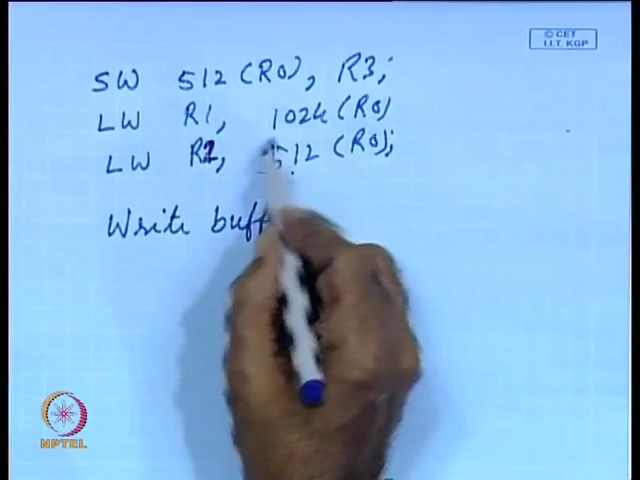 © CET
I.I.T. KGP
SW 512 (R0), R3;
LW R1, 1024 (R0)
LW R2, 512 (R0);
Write buff
NPTEL